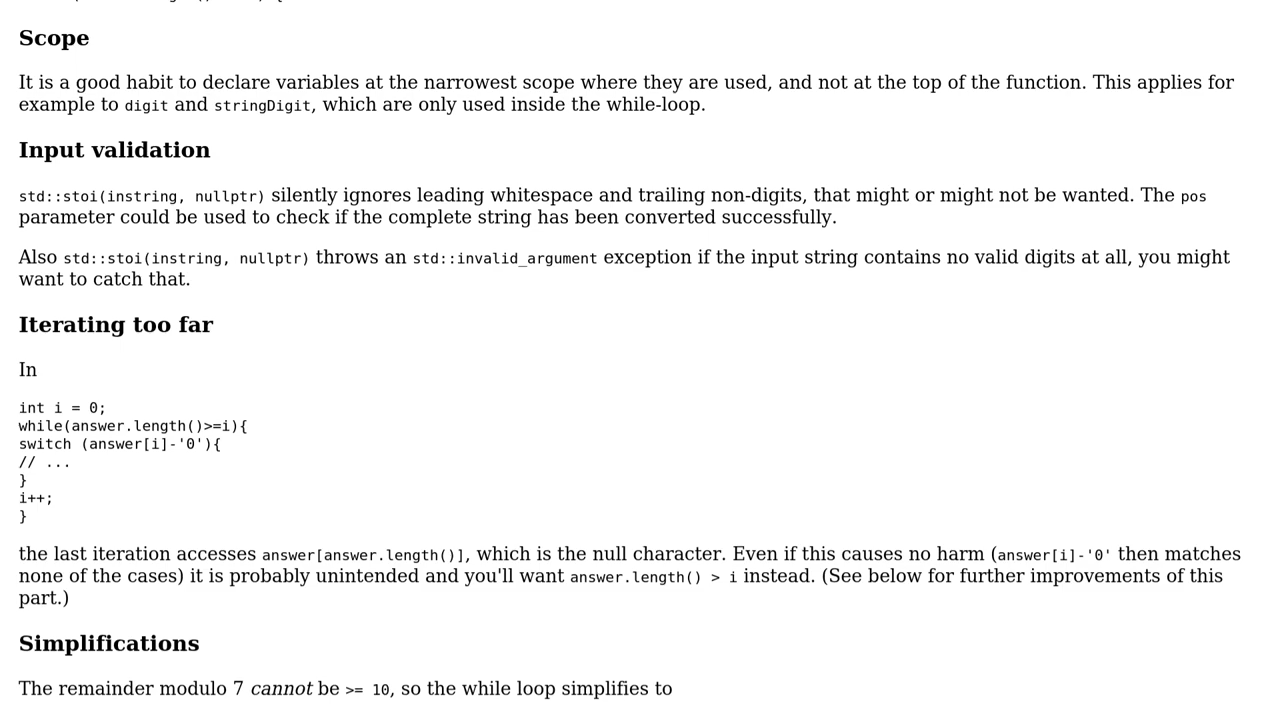 Scope
It is a good habit to declare variables at the narrowest scope where they are used, and not at the top of the function. This applies for
example to digit and stringDigit, which are only used inside the while-loop.
Input validation
std::stoi(instring, nullptr) silently ignores leading whitespace and trailing non-digits, that might or might not be wanted. The pos
parameter could be used to check if the complete string has been converted successfully.
Also std::stoi(instring, nullptr) throws an std::invalid_argument exception if the input string contains no valid digits at all, you might
want to catch that.
Iterating too far
In
int i = 0;
while(answer.length()>=i){
switch (answer[i]-'0'){
// ...
}
i++;
}
the last iteration accesses answer[answer.length()], which is the null character. Even if this causes no harm (answer[i]-'0' then matches
none of the cases) it is probably unintended and you'll want answer.length() > i instead. (See below for further improvements of this
part.)
Simplifications
The remainder modulo 7 cannot be >= 10, so the while loop simplifies to